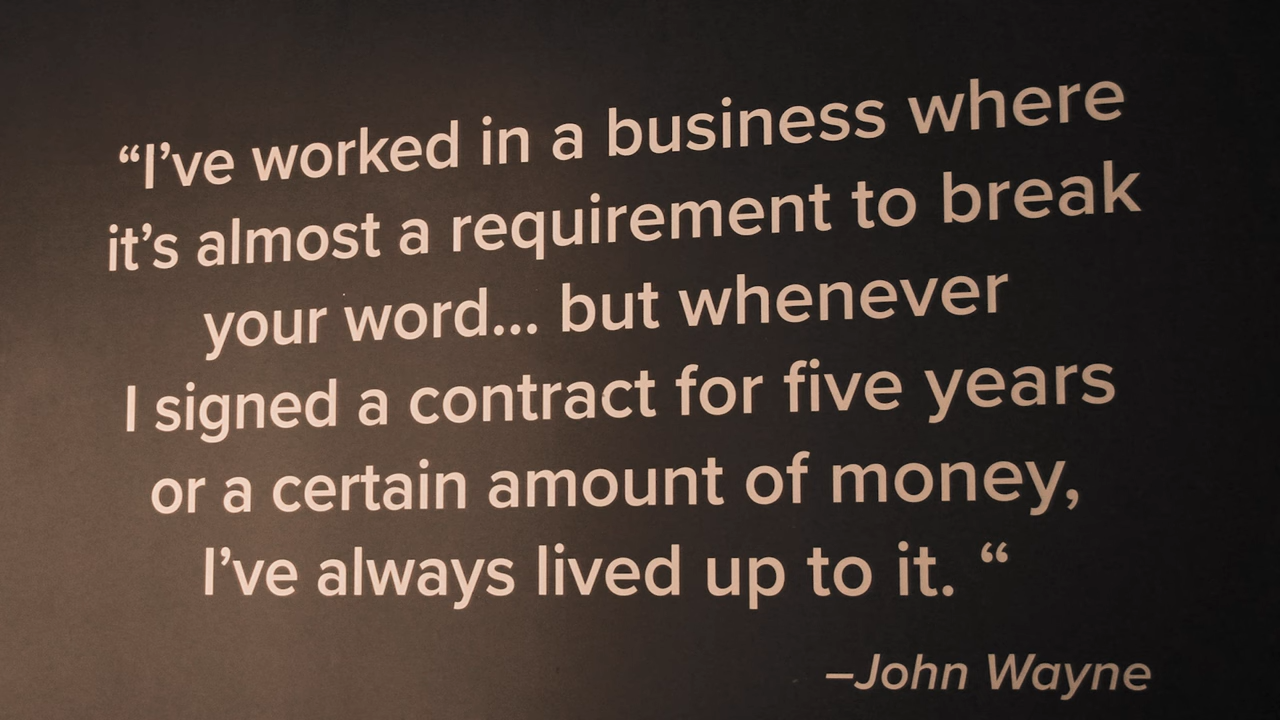 “I’ve worked in a business where
it’s almost a requirement to break
your word... but whenever
I signed a contract for five years
or a certain amount of money,
I’ve always lived up to it. “
–John Wayne